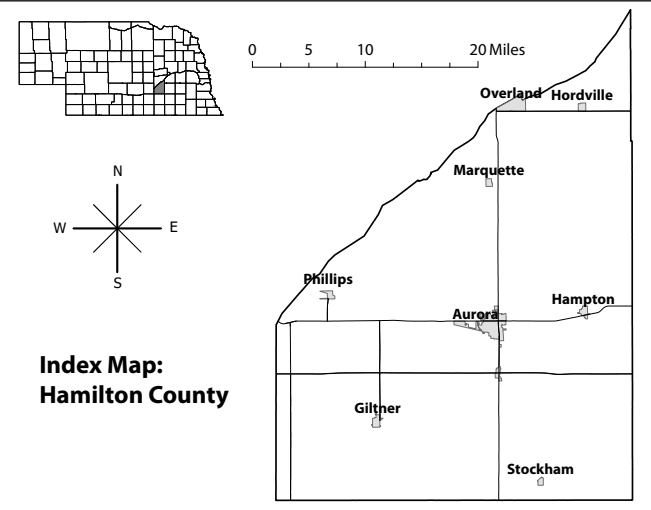 0 5 10 20 Miles
Overland Hordville
Marquette
N
W E
S
Phillips
Hampton
Aurora
Index Map:
Hamilton County
Giltner
Stockham